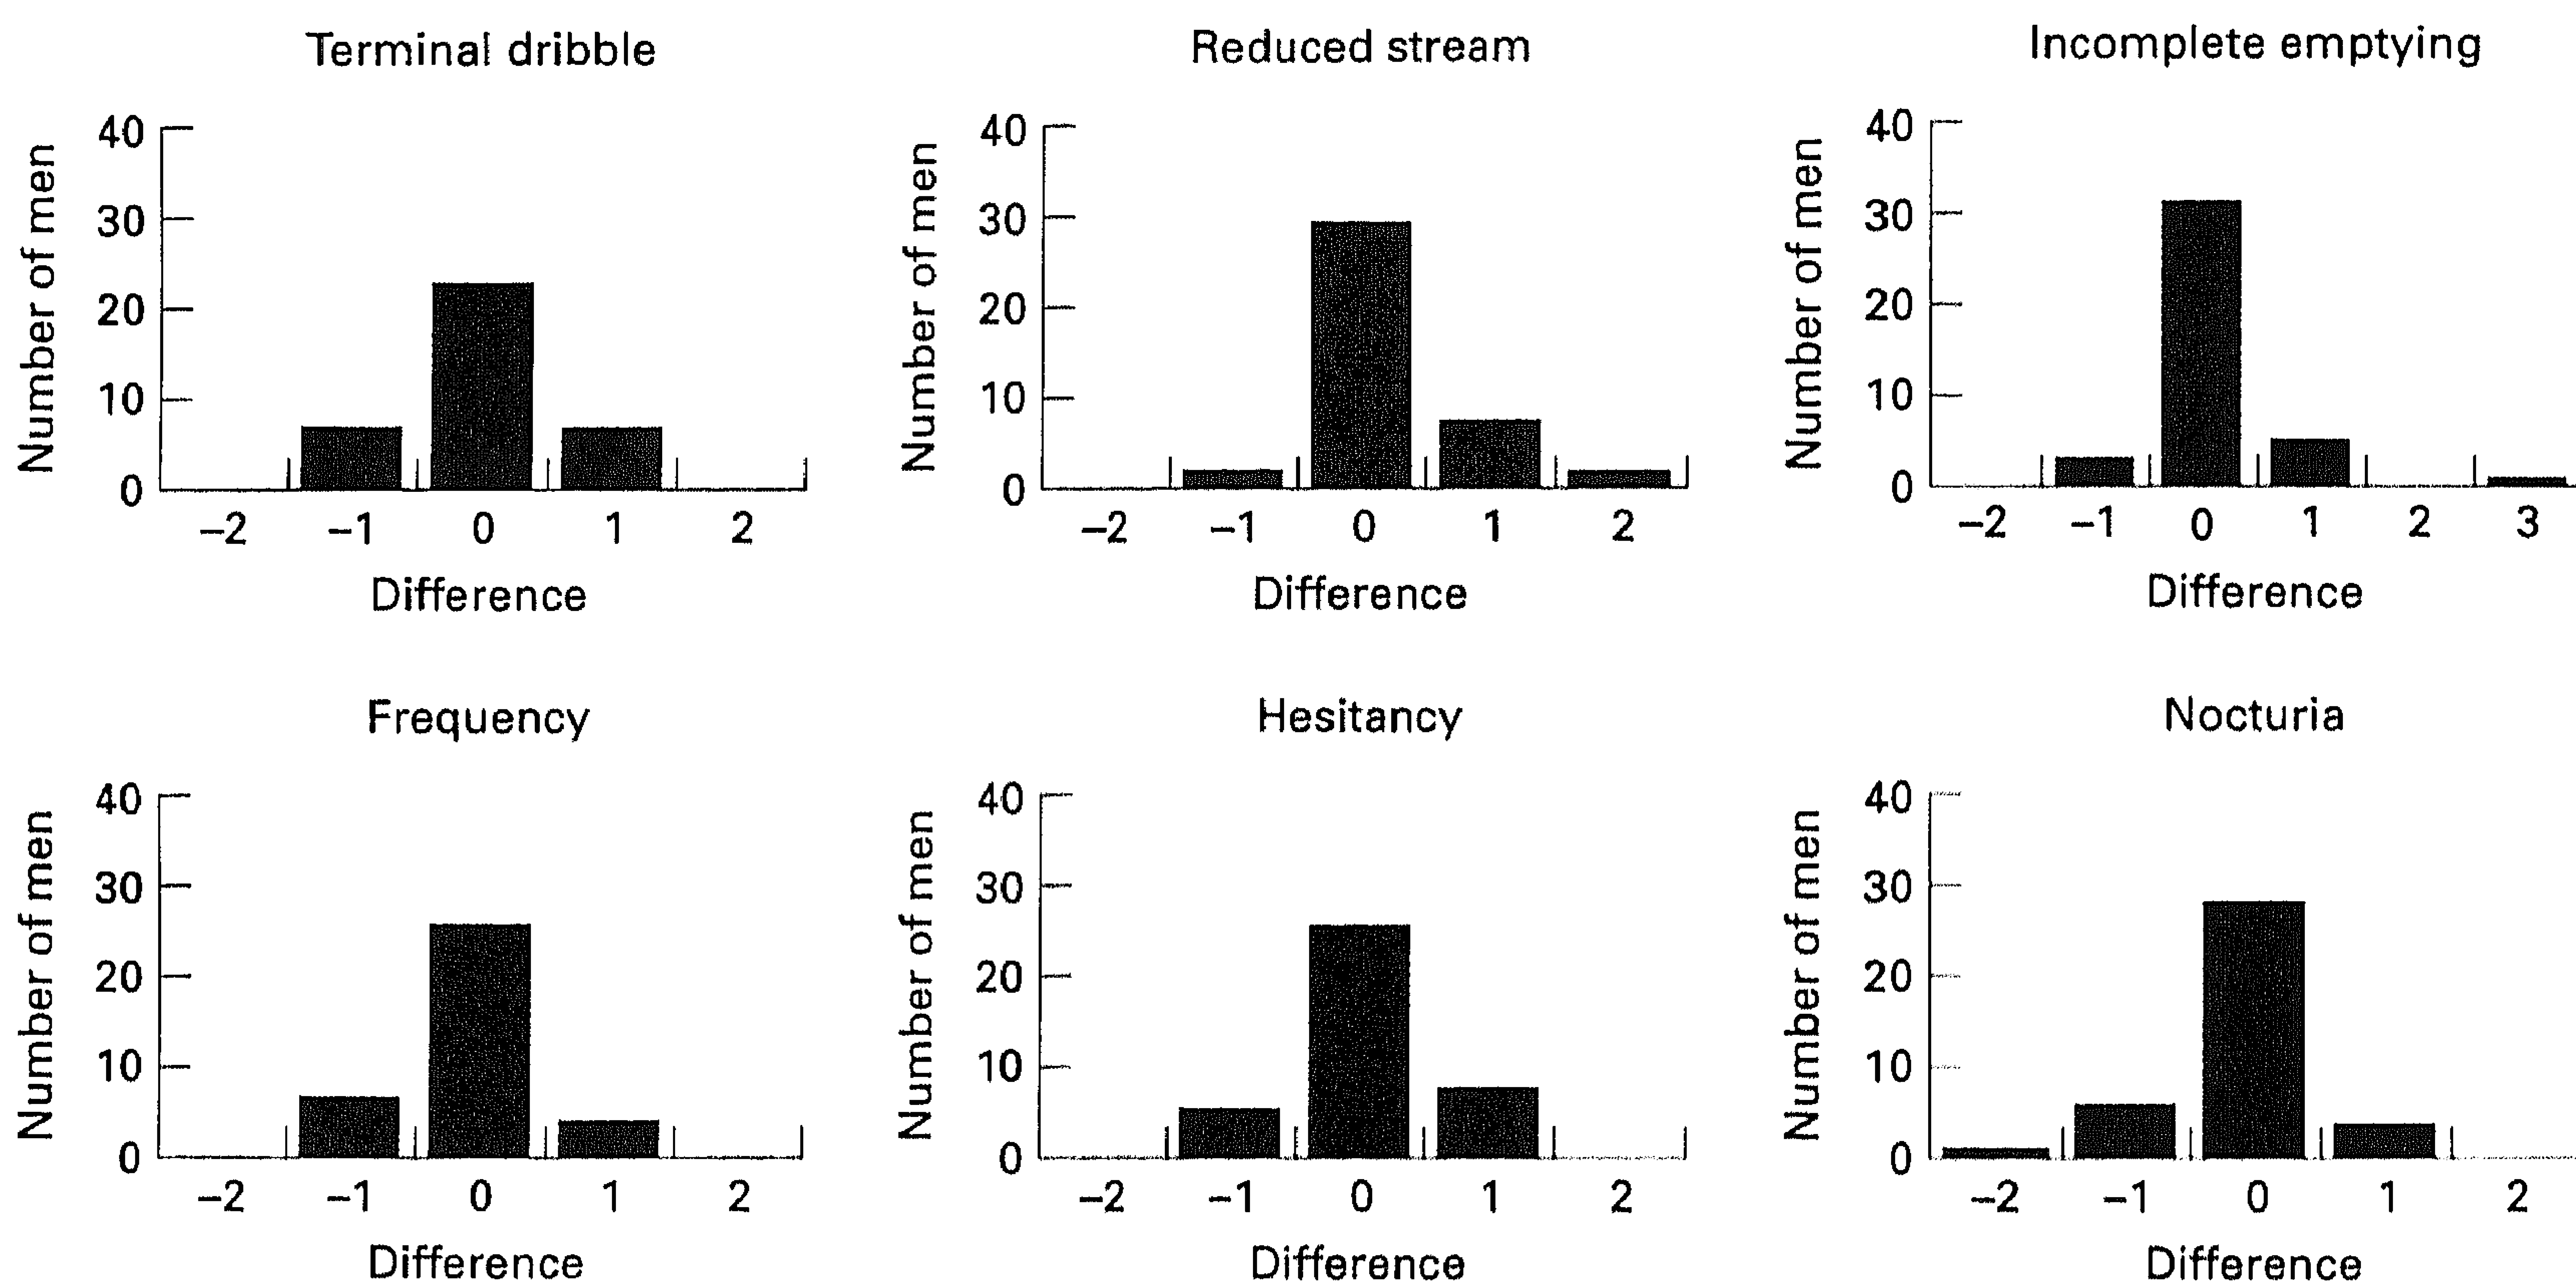 Terminal dribble
Number of men
40
30
20
10
0
–2 –1 0 1 2
Difference
Reduced stream
Number of men
40
30
20
10
0
–2 –1 0 1 2
Difference
Incomplete emptying
Number of men
40
30
20
10
0
–2 –1 0 1 2 3
Difference
Frequency
Number of men
40
30
20
10
0
–2 –1 0 1 2
Difference
Hesitancy
Number of men
40
30
20
10
0
–2 –1 0 1 2
Difference
Nocturia
Number of men
40
30
20
10
0
–2 –1 0 1 2
Difference